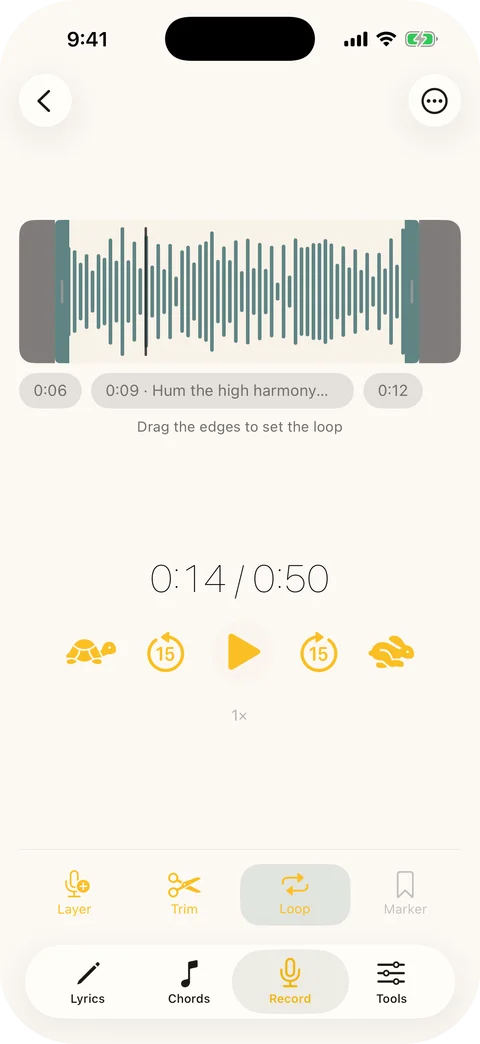 9:41
0:06
0:09 · Hum the high harmony...
0:12
Drag the edges to set the loop
0:14 / 0:50
15
15
1×
Layer
Trim
Loop
Marker
Lyrics
Chords
Record
Tools